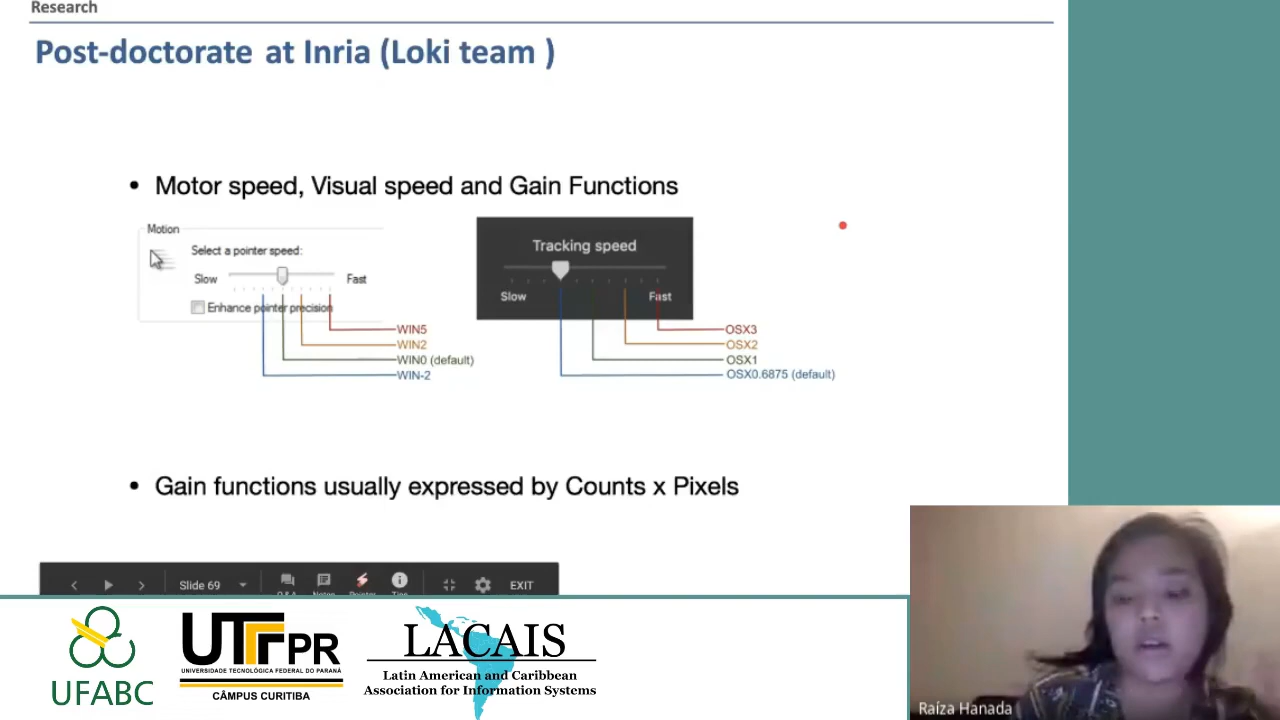 Research
Post-doctorate at Inria (Loki team )
• Motor speed, Visual speed and Gain Functions
Motion
Select a pointer speed:
Slow
Fast
Enhance pointer precision
WIN5
WIN2
WIN0 (default)
WIN-2
Tracking speed
Slow
Fast
OSX3
OSX2
OSX1
OSX0.6875 (default)
• Gain functions usually expressed by Counts x Pixels
Slide 69
Q&A
Notes
Pointer
EXIT
UFABC
UTFPR
UNIVERSIDADE TECNOLÓGICA FEDERAL DO PARANÁ
CÂMPUS CURITIBA
LACAIS
Latin American and Caribbean
Association for Information Systems
Raíza Hanada